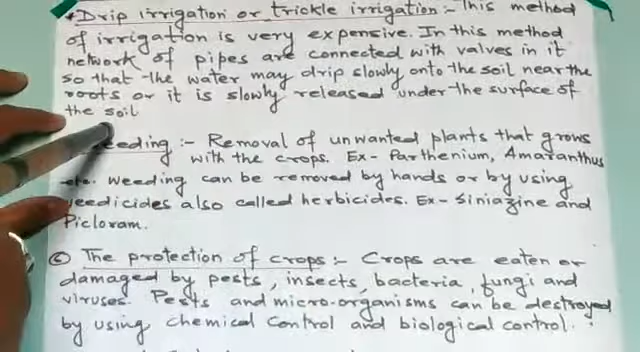 * Drip irrigation or trickle irrigation :- This method
of irrigation is very expensive. In this method
network of pipes are connected with valves in it
so that the water may drip slowly onto the soil near the
roots or it is slowly released under the surface of
the soil
eeding :- Removal of unwanted plants that grows
with the crops. Ex- Parthenium, Amaranthus
etc. weeding can be removed by hands or by using
weedicides also called herbicides. Ex- Siniazine and
Picloram.
© The protection of crops :- Crops are eaten or
damaged by pests, insects, bacteria, fungi and
viruses. Pests and micro-organisms can be destroyed
by using chemical control and biological control.